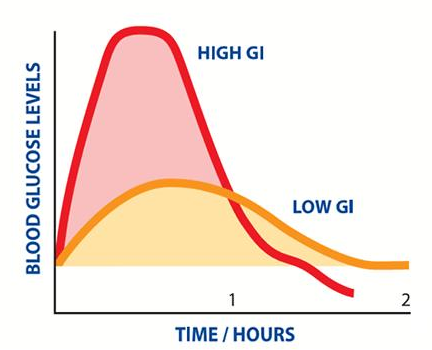 HIGH GI
BLOOD GLUCOSE LEVELS
LOW GI
1
2
TIME / HOURS